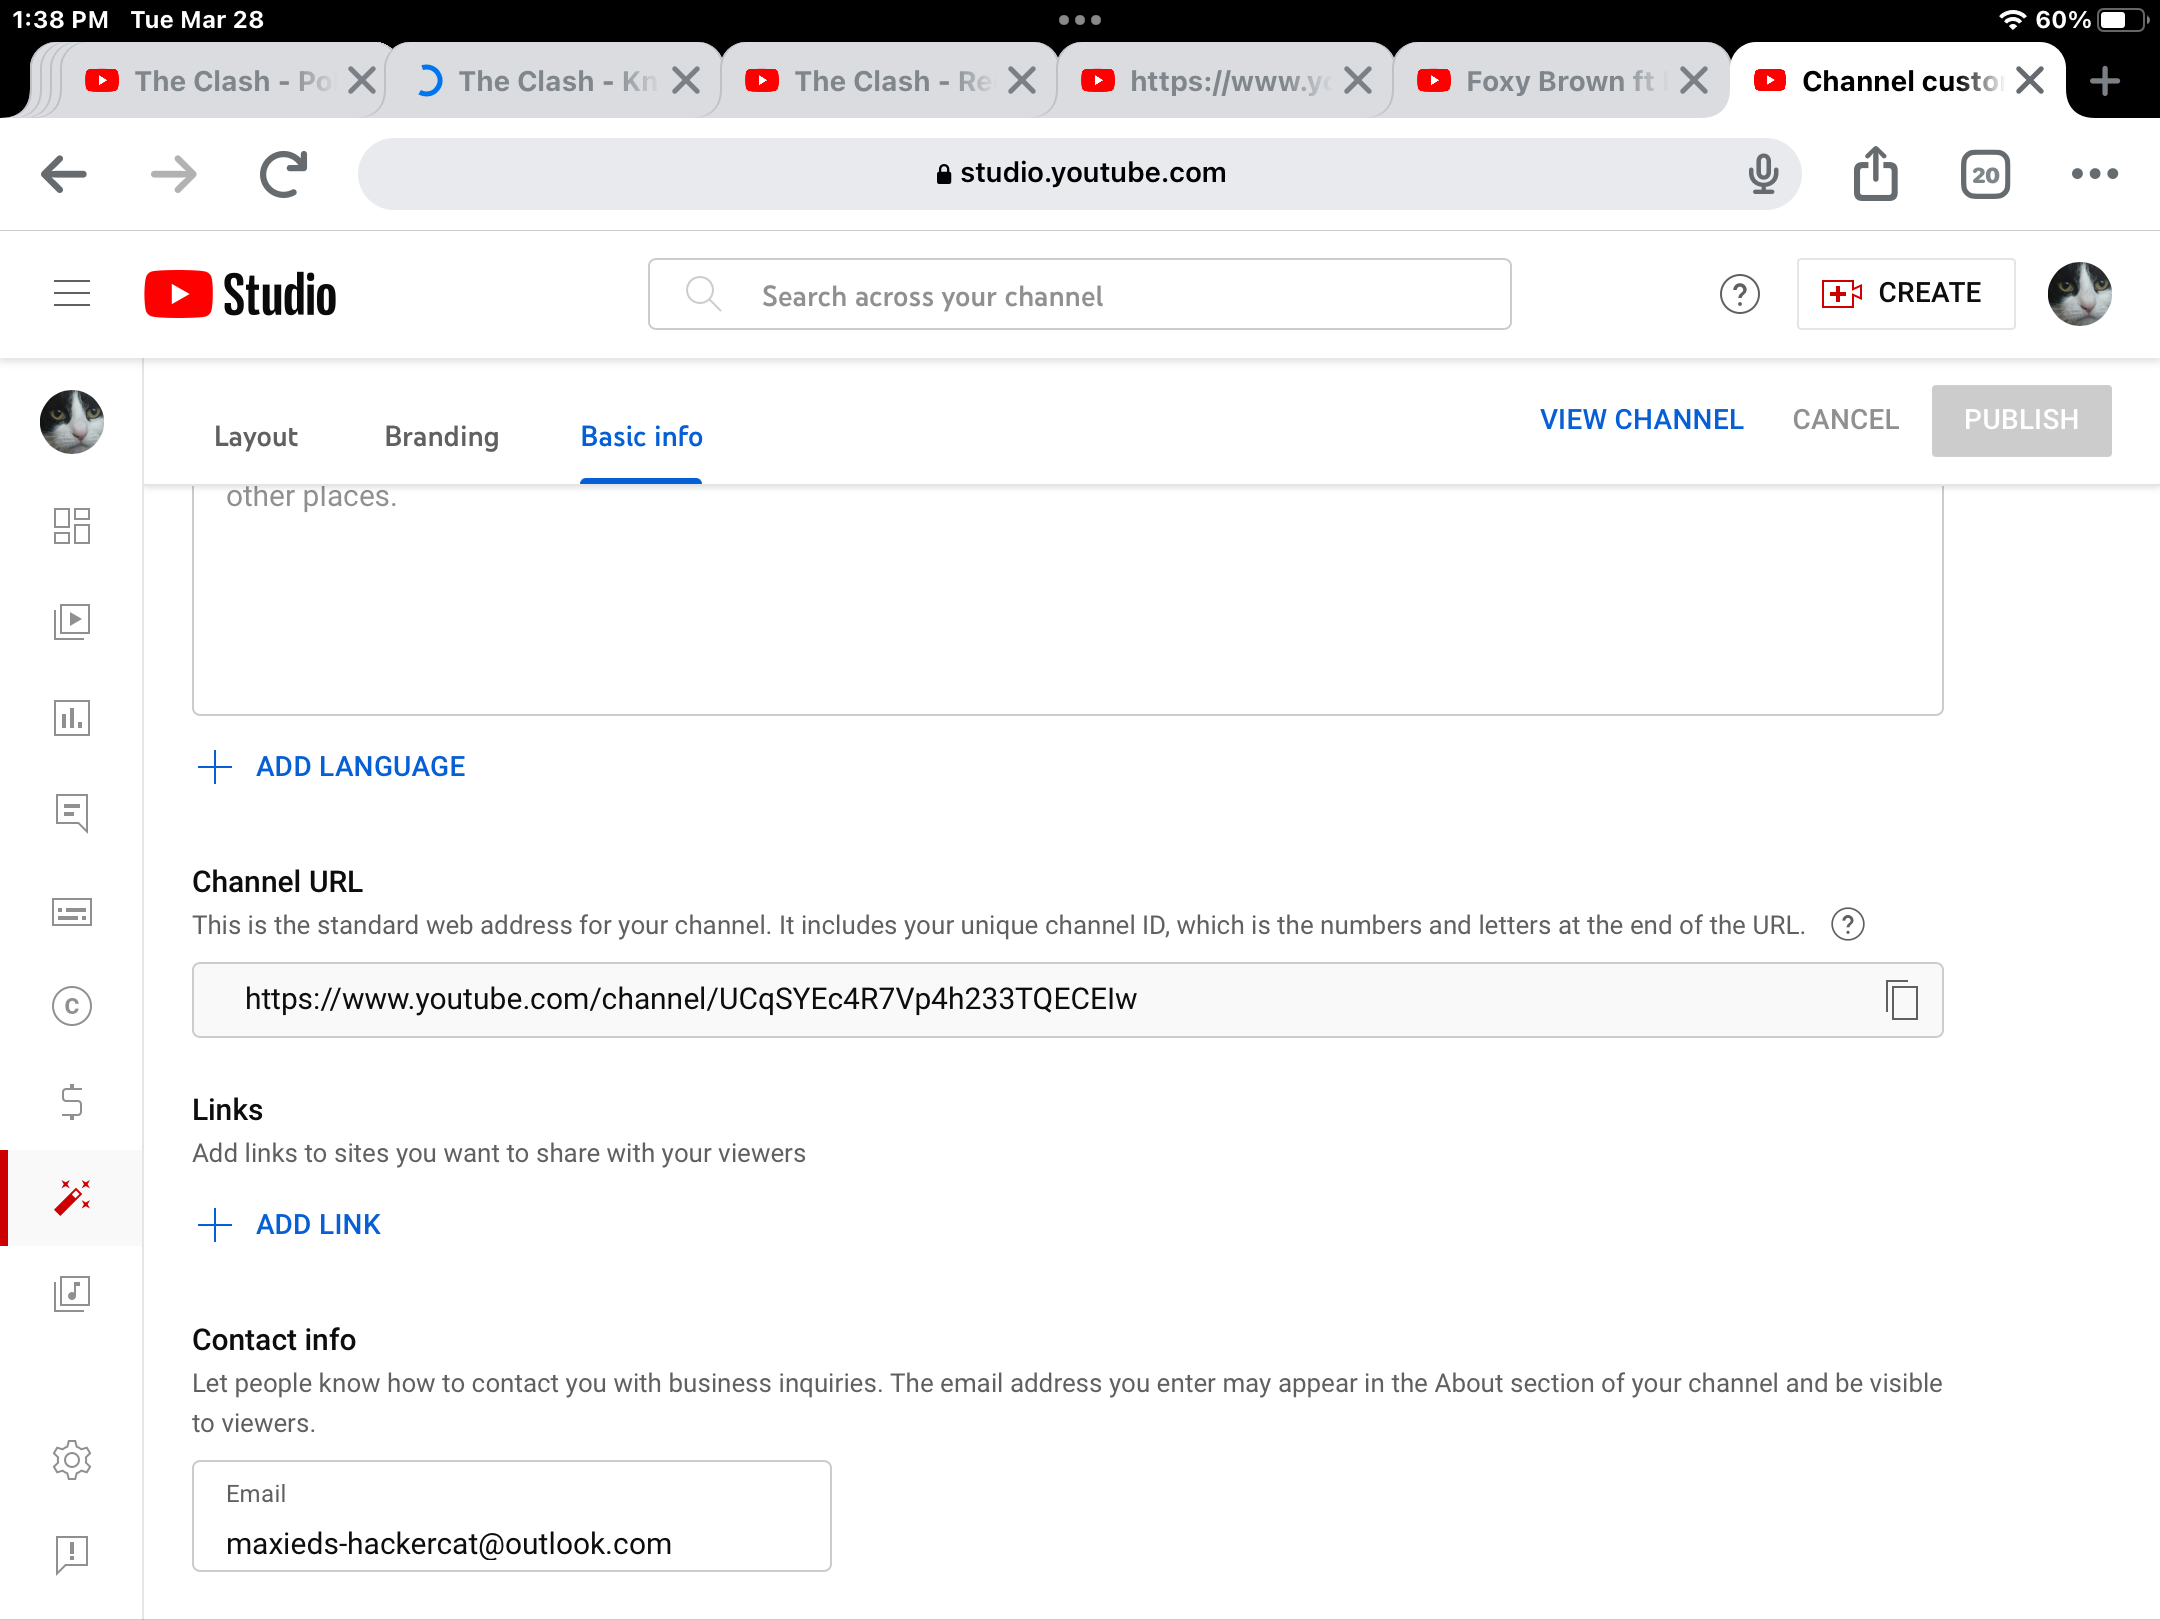 1:38 PM Tue Mar 28
60%
The Clash - Po
The Clash - Kn
The Clash - Re
https://www.yo
Foxy Brown ft
Channel custo
studio.youtube.com
20
Studio
Search across your channel
?
CREATE
Layout
Branding
Basic info
VIEW CHANNEL
CANCEL
PUBLISH
other places.
ADD LANGUAGE
Channel URL
This is the standard web address for your channel. It includes your unique channel ID, which is the numbers and letters at the end of the URL. ?
https://www.youtube.com/channel/UCqSYEc4R7Vp4h233TQECEIw
Links
Add links to sites you want to share with your viewers
ADD LINK
Contact info
Let people know how to contact you with business inquiries. The email address you enter may appear in the About section of your channel and be visible
to viewers.
Email
maxieds-hackercat@outlook.com